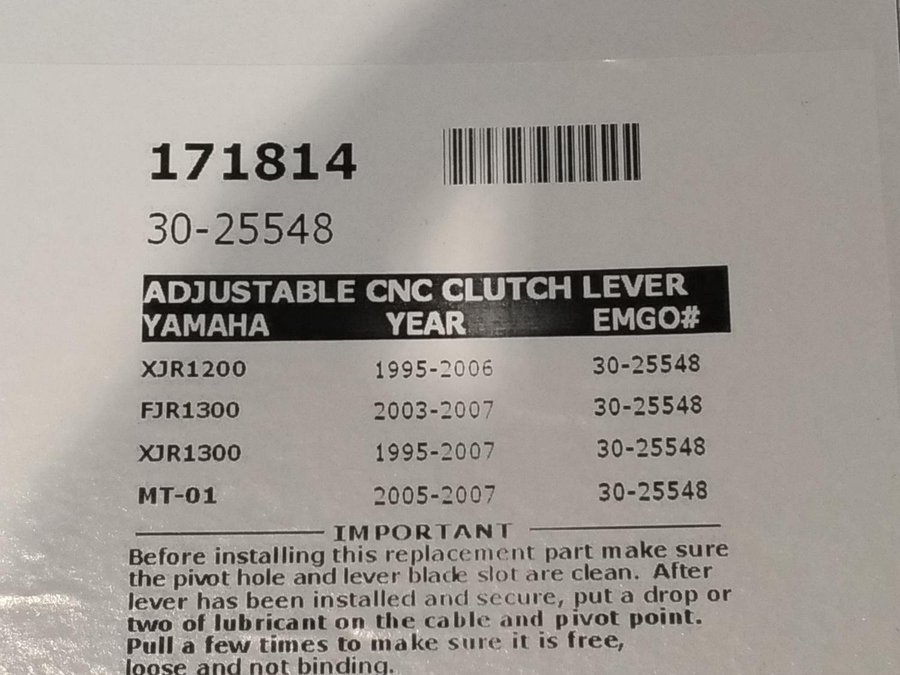 171814
30-25548
ADJUSTABLE CNC CLUTCH LEVER
YAMAHA YEAR EMGO#
XJR1200 1995-2006 30-25548
FJR1300 2003-2007 30-25548
XJR1300 1995-2007 30-25548
MT-01 2005-2007 30-25548
IMPORTANT
Before installing this replacement part make sure
the pivot hole and lever blade slot are clean. After
lever has been installed and secure, put a drop or
two of lubricant on the cable and pivot point.
Pull a few times to make sure it is free,
loose and not binding.